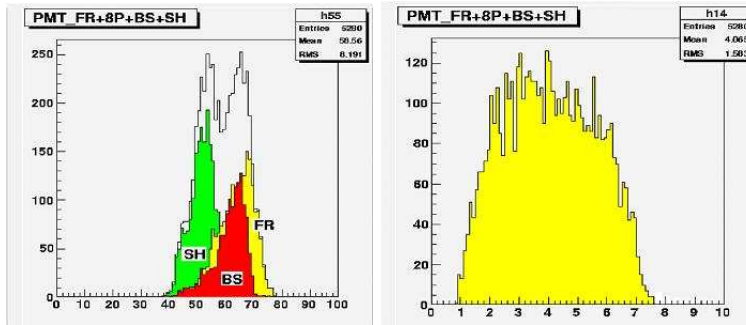 PMT_FR+8P+BS+SH
h55
Entries 5280
Mean 58.56
RMS 8.191
250
200
150
100
50
0
SH
BS
FR
0 10 20 30 40 50 60 70 80 90 100
PMT_FR+8P+BS+SH
h14
Entries 5280
Mean 4.065
RMS 1.583
120
100
80
60
40
20
0
0 1 2 3 4 5 6 7 8 9 10